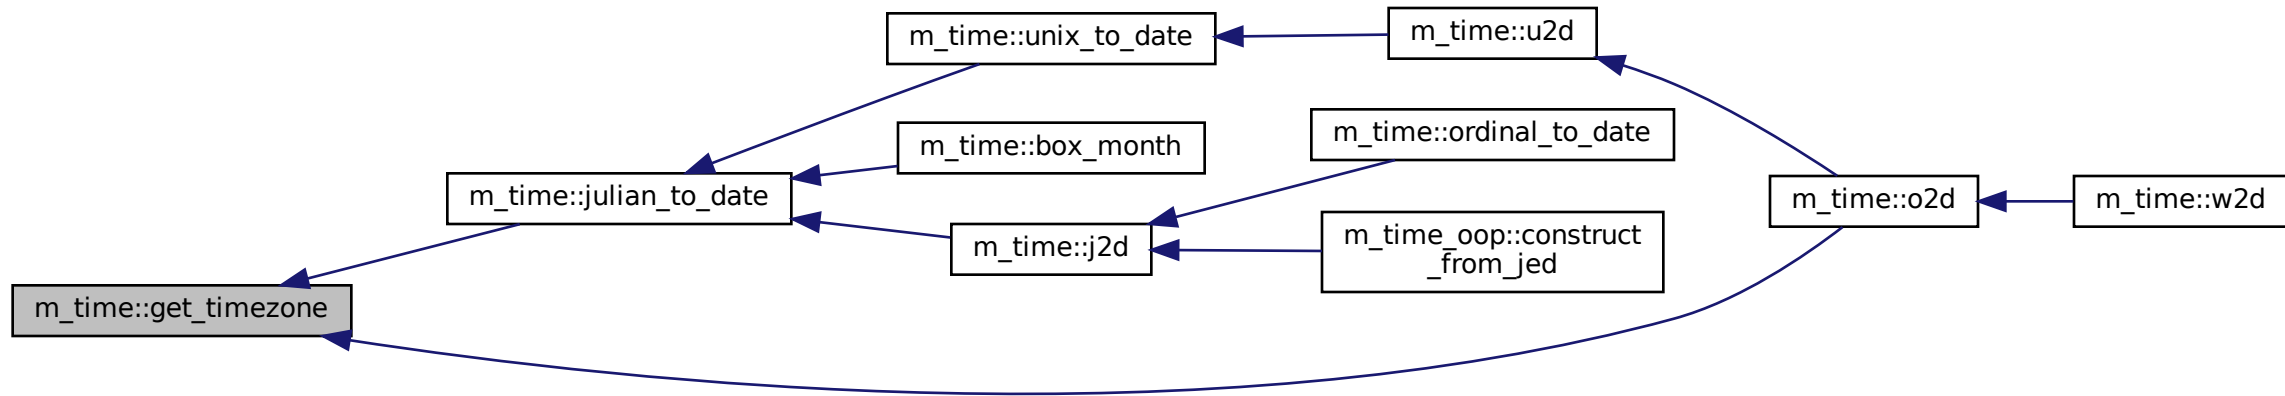 m_time::unix_to_date
m_time::u2d
m_time::ordinal_to_date
m_time::box_month
m_time::julian_to_date
m_time::o2d
m_time::w2d
m_time::j2d
m_time_oop::construct
_from_jed
m_time::get_timezone